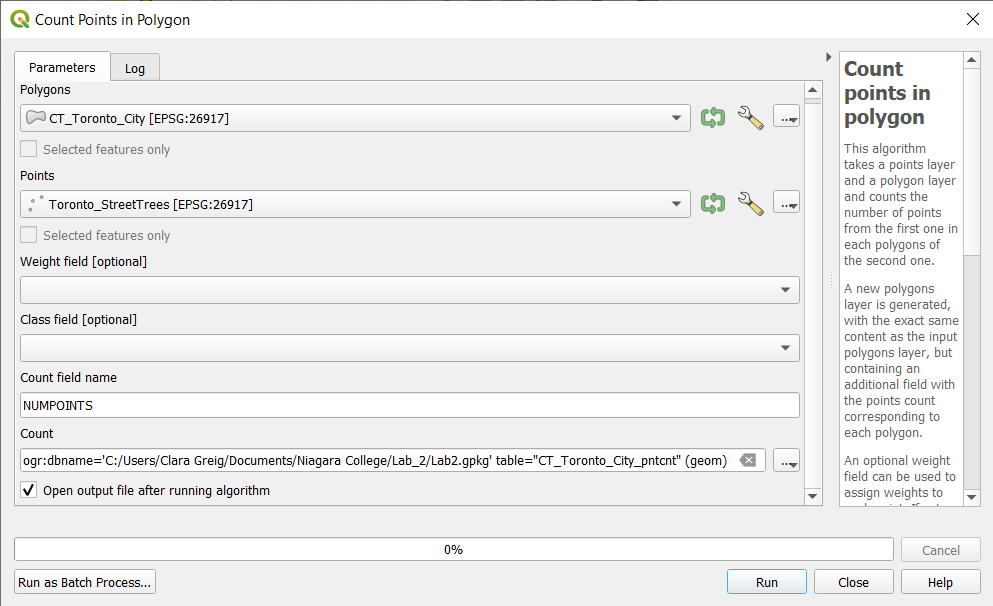 Count Points in Polygon
Parameters
Log
Polygons
CT_Toronto_City [EPSG:26917]
...
Selected features only
Points
Toronto_StreetTrees [EPSG:26917]
...
Selected features only
Weight field [optional]
Class field [optional]
Count field name
NUMPOINTS
Count
ogr:dbname='C:/Users/Clara Greig/Documents/Niagara College/Lab_2/Lab2.gpkg' table="CT_Toronto_City_pntcnt" (geom)
...
Open output file after running algorithm
Count
points in
polygon
This algorithm
takes a points layer
and a polygon layer
and counts the
number of points
from the first one in
each polygons of
the second one.
A new polygons
layer is generated,
with the exact same
content as the input
polygons layer, but
containing an
additional field with
the points count
corresponding to
each polygon.
An optional weight
field can be used to
assign weights to
0%
Cancel
Run as Batch Process...
Run
Close
Help